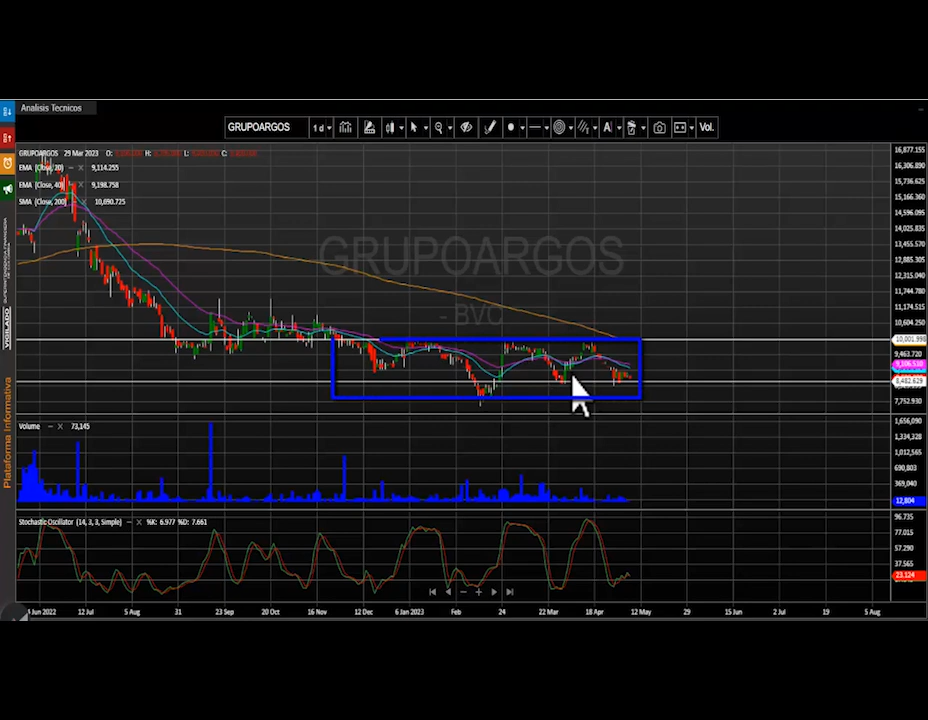 Analisis Tecnicos
GRUPOARGOS 1 d Vol.
GRUPOARGOS 29 Mar 2023 O: H: L: C:
EMA (Close, 20) – X 9,114.255
EMA (Close, 40) – X 9,198.758
SMA (Close, 200) – X 10,690.725
GRUPOARGOS
- BVC
16,877.155
16,306.890
15,736.625
15,166.360
14,596.095
14,025.835
13,455.570
12,885.305
12,315.040
11,744.780
11,174.515
10,604.250
10,001.998
9,463.720
8,482.629
7,752.930
Volume – X 73,145
1,656,090
1,334,328
1,012,565
690,803
369,040
12,804
Stochastic Oscillator (14, 3, 3, Simple) – X %K: 6.977 %D: 7.661
96.735
77.015
57.290
37.565
23.124
Jun 2022 12 Jul 5 Aug 31 23 Sep 20 Oct 16 Nov 12 Dec 6 Jan 2023 Feb 24 22 Mar 18 Apr 12 May 29 15 Jun 2 Jul 19 5 Aug
VIGILADO
Plataforma Informativa